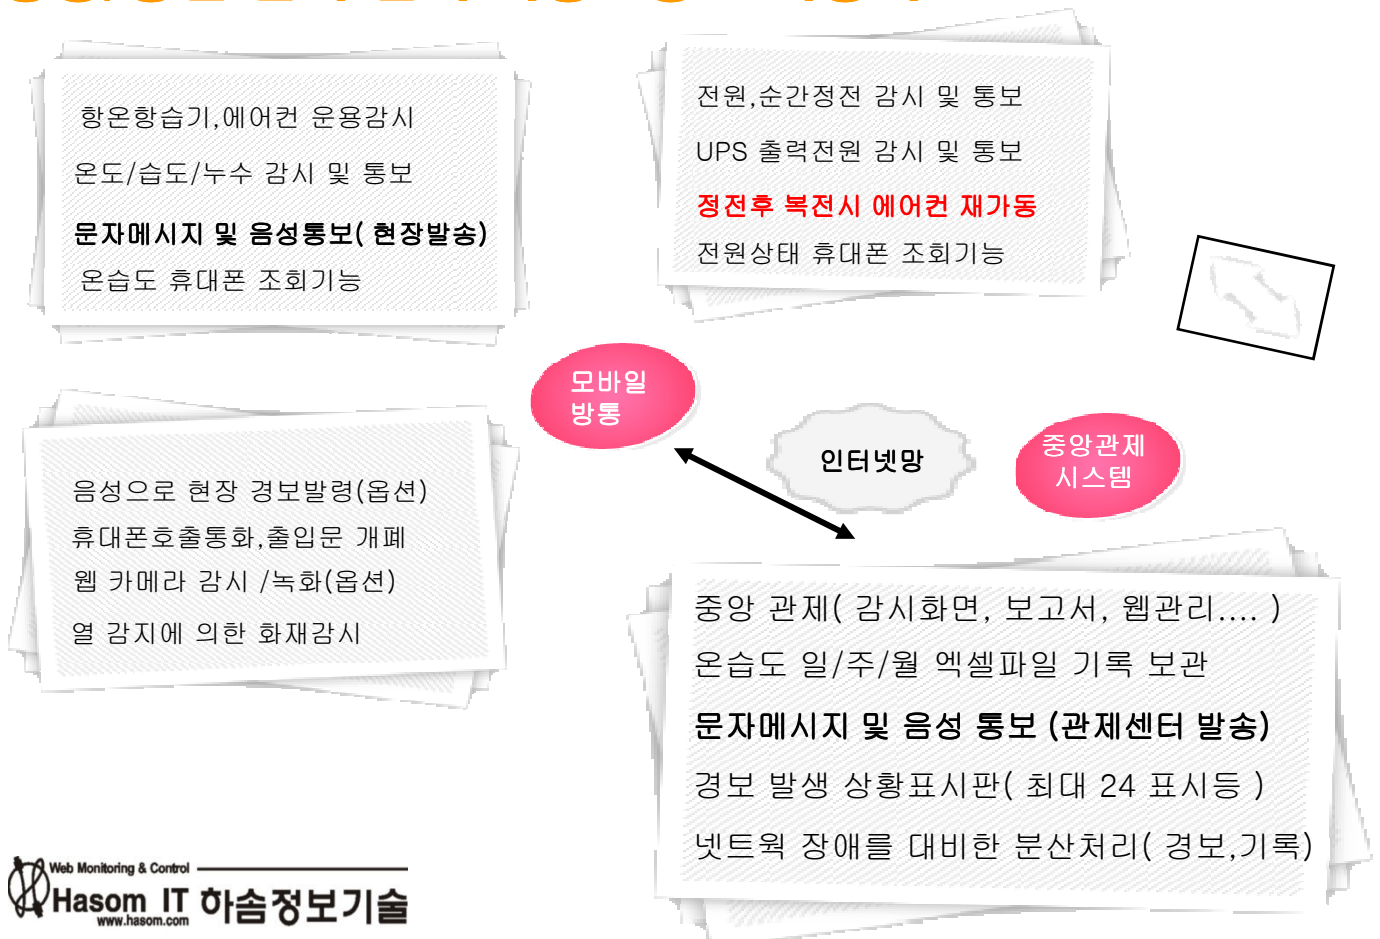 항온항습기,에어컨 운용감시
온도/습도/누수 감시 및 통보
문자메시지 및 음성통보( 현장발송)
온습도 휴대폰 조회기능
전원,순간정전 감시 및 통보
UPS 출력전원 감시 및 통보
정전후 복전시 에어컨 재가동
전원상태 휴대폰 조회기능
모바일
방통
인터넷망
중앙관제
시스템
음성으로 현장 경보발령(옵션)
휴대폰호출통화,출입문 개폐
웹 카메라 감시 /녹화(옵션)
열 감지에 의한 화재감시
중앙 관제( 감시화면, 보고서, 웹관리.... )
온습도 일/주/월 엑셀파일 기록 보관
문자메시지 및 음성 통보 (관제센터 발송)
경보 발생 상황표시판( 최대 24 표시등 )
넷트웍 장애를 대비한 분산처리( 경보,기록)
Web Monitoring & Control
Hasom IT 하솜정보기술
www.hasom.com